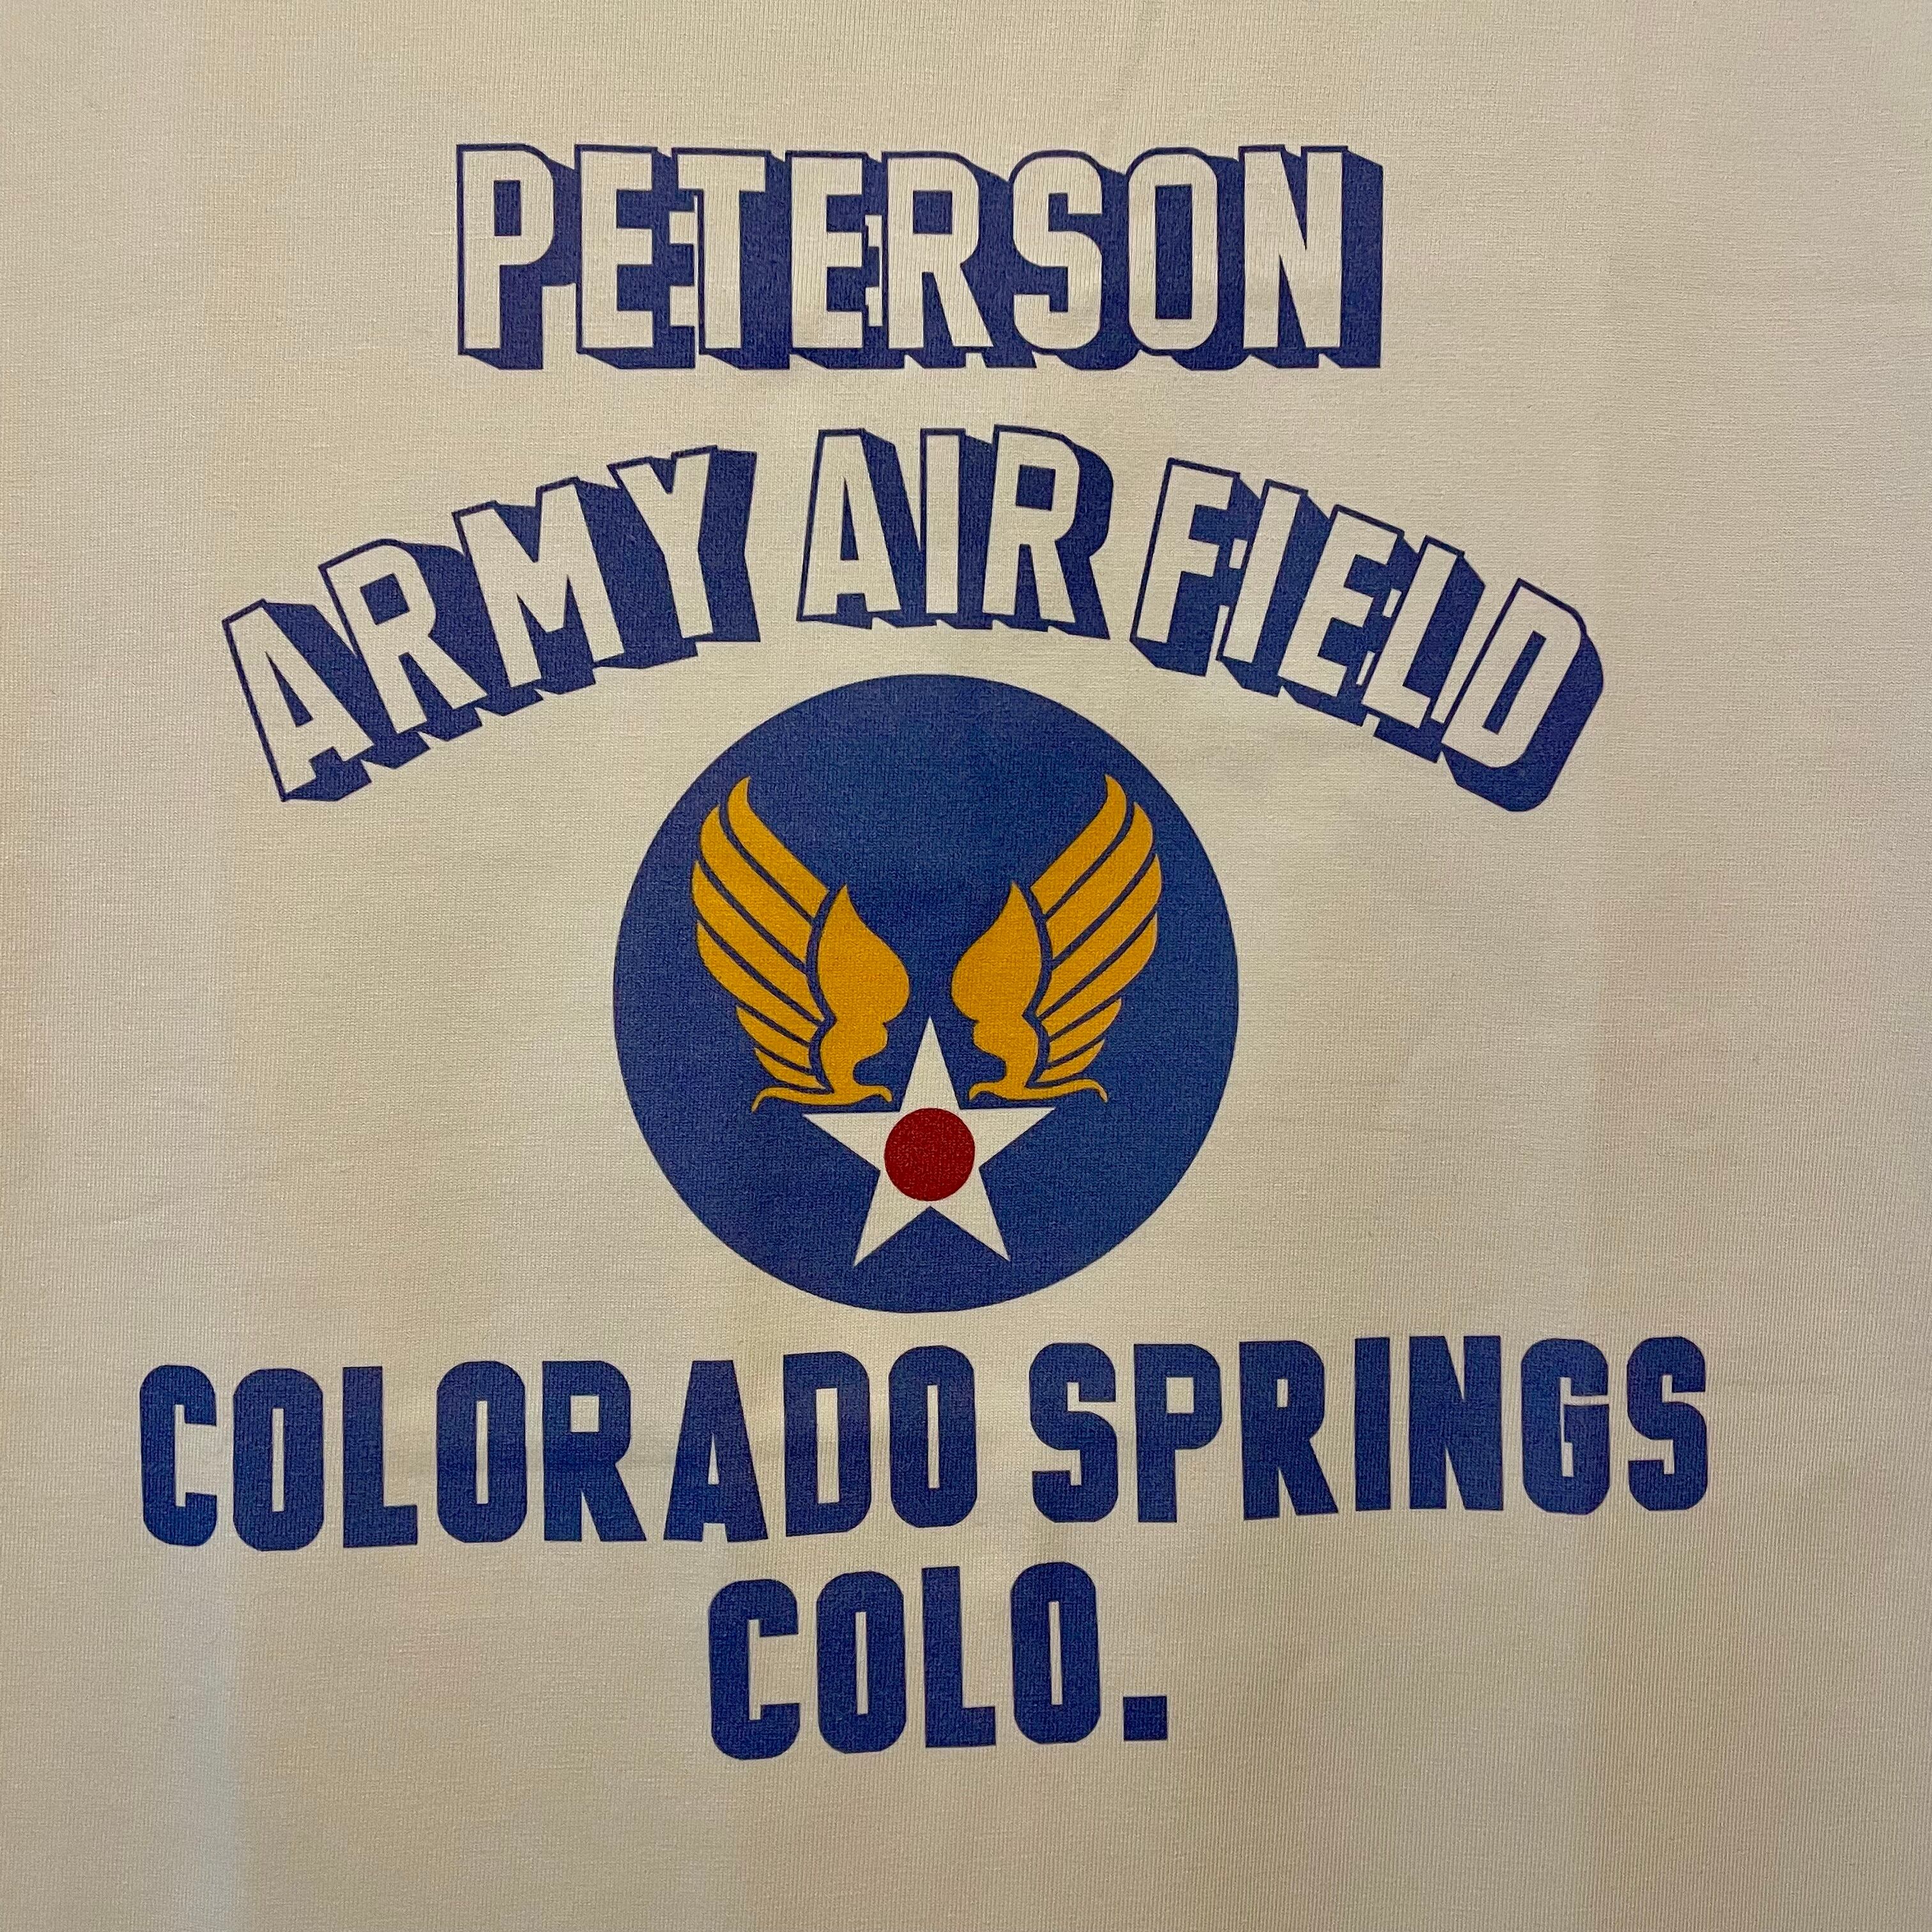 PETERSON
ARMY AIR FIELD
COLORADO SPRINGS
COLO.